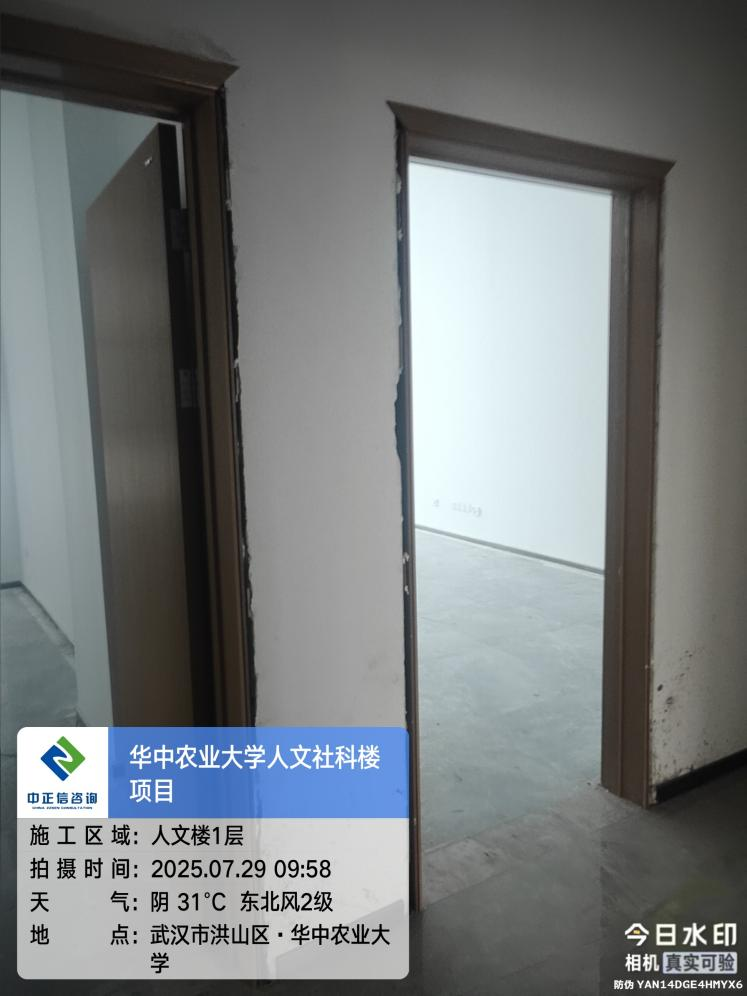 华中农业大学人文社科楼
项目
中正信咨询
施工区域：人文楼1层
拍摄时间：2025.07.29 09:58
天气：阴 31°C 东北风2级
地点：武汉市洪山区·华中农业大
学
今日水印
相机 真实可验
防伪 YAN14DGE4HMYX6